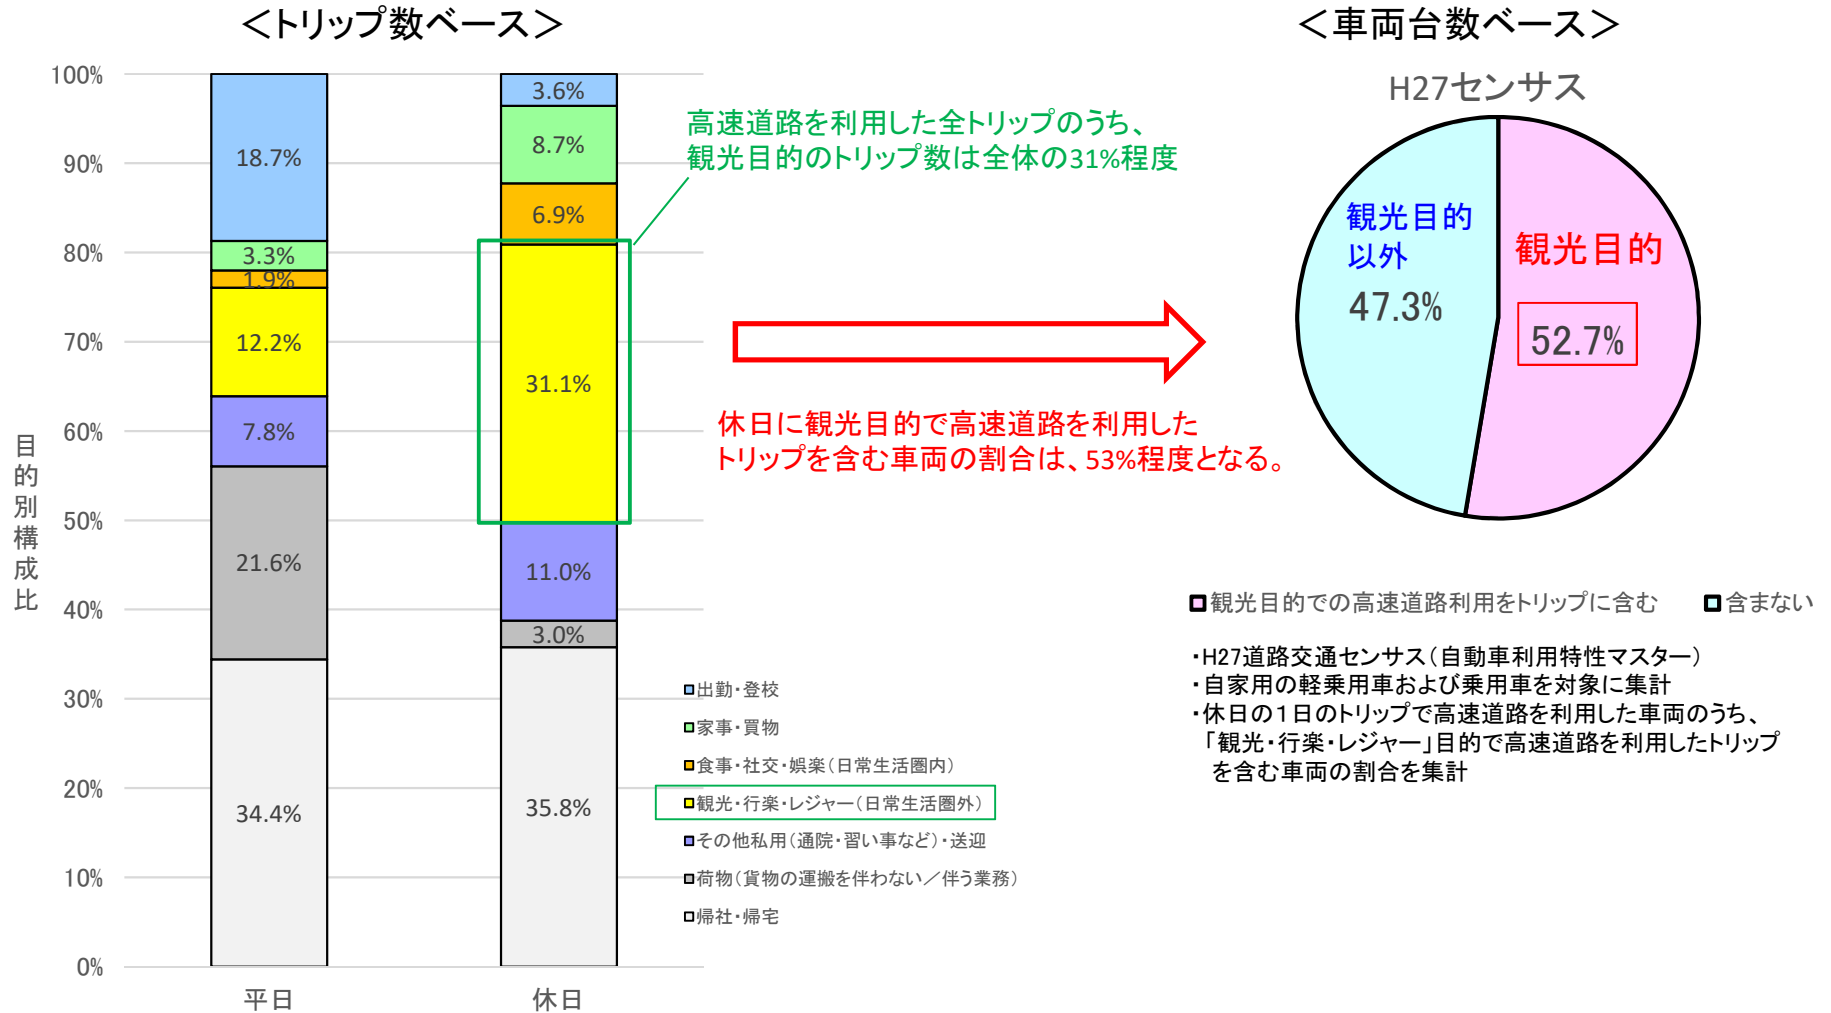 ＜トリップ数ベース＞
100%
90%
80%
70%
60%
50%
40%
30%
20%
10%
0%
目的別構成比
18.7%
3.3%
1.9%
12.2%
7.8%
21.6%
34.4%
平日
3.6%
8.7%
6.9%
31.1%
11.0%
3.0%
35.8%
休日
高速道路を利用した全トリップのうち、
観光目的のトリップ数は全体の31%程度
休日に観光目的で高速道路を利用した
トリップを含む車両の割合は、53%程度となる。
出勤・登校
家事・買物
食事・社交・娯楽（日常生活圏内）
観光・行楽・レジャー（日常生活圏外）
その他私用（通院・習い事など）・送迎
荷物（貨物の運搬を伴わない／伴う業務）
帰社・帰宅
＜車両台数ベース＞
H27センサス
観光目的
以外
47.3%
観光目的
52.7%
観光目的での高速道路利用をトリップに含む
含まない
・H27道路交通センサス（自動車利用特性マスター）
・自家用の軽乗用車および乗用車を対象に集計
・休日の１日のトリップで高速道路を利用した車両のうち、
「観光・行楽・レジャー」目的で高速道路を利用したトリップ
を含む車両の割合を集計